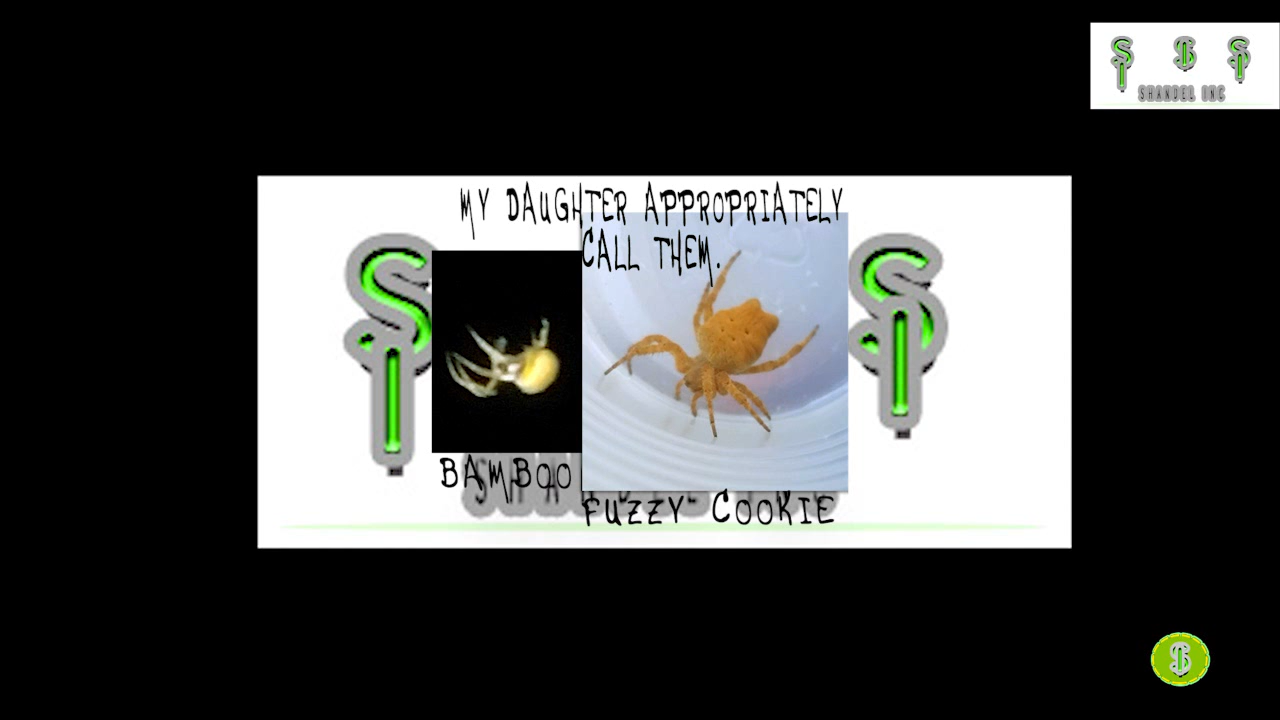 SHANDEL INC
MY DAUGHTER APPROPRIATELY
CALL THEM.
BAMBOO
FUZZY COOKIE